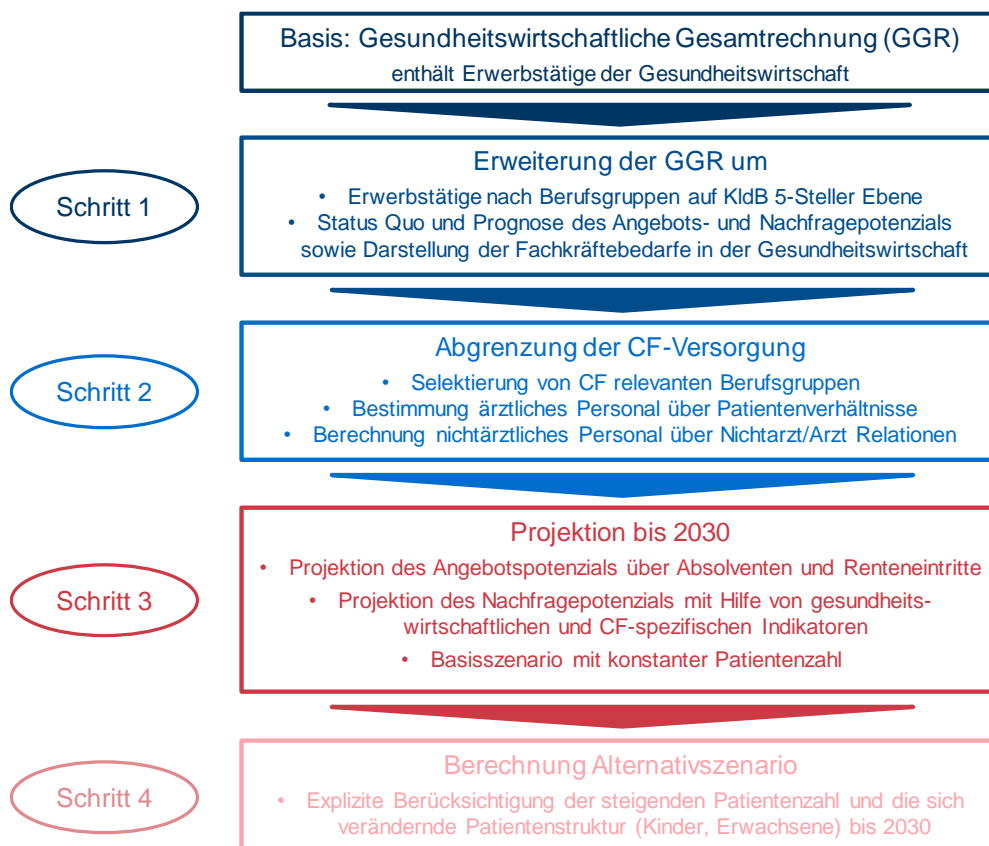 Basis: Gesundheitswirtschaftliche Gesamtrechnung (GGR)
enthält Erwerbstätige der Gesundheitswirtschaft
Schritt 1
Erweiterung der GGR um
• Erwerbstätige nach Berufsgruppen auf KldB 5-Steller Ebene
• Status Quo und Prognose des Angebots- und Nachfragepotenzials
sowie Darstellung der Fachkräftebedarfe in der Gesundheitswirtschaft
Schritt 2
Abgrenzung der CF-Versorgung
• Selektierung von CF relevanten Berufsgruppen
• Bestimmung ärztliches Personal über Patientenverhältnisse
• Berechnung nichtärztliches Personal über Nichtarzt/Arzt Relationen
Schritt 3
Projektion bis 2030
• Projektion des Angebotspotenzials über Absolventen und Renteneintritte
• Projektion des Nachfragepotenzials mit Hilfe von gesundheits-
wirtschaftlichen und CF-spezifischen Indikatoren
• Basisszenario mit konstanter Patientenzahl
Schritt 4
Berechnung Alternativszenario
• Explizite Berücksichtigung der steigenden Patientenzahl und die sich
verändernde Patientenstruktur (Kinder, Erwachsene) bis 2030